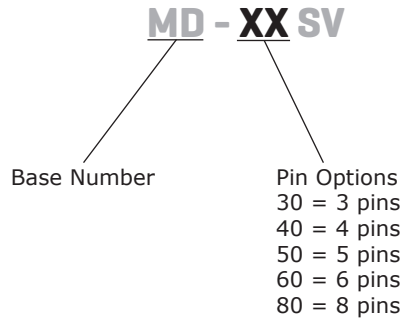 MD - XX SV
Base Number
Pin Options
30 = 3 pins
40 = 4 pins
50 = 5 pins
60 = 6 pins
80 = 8 pins